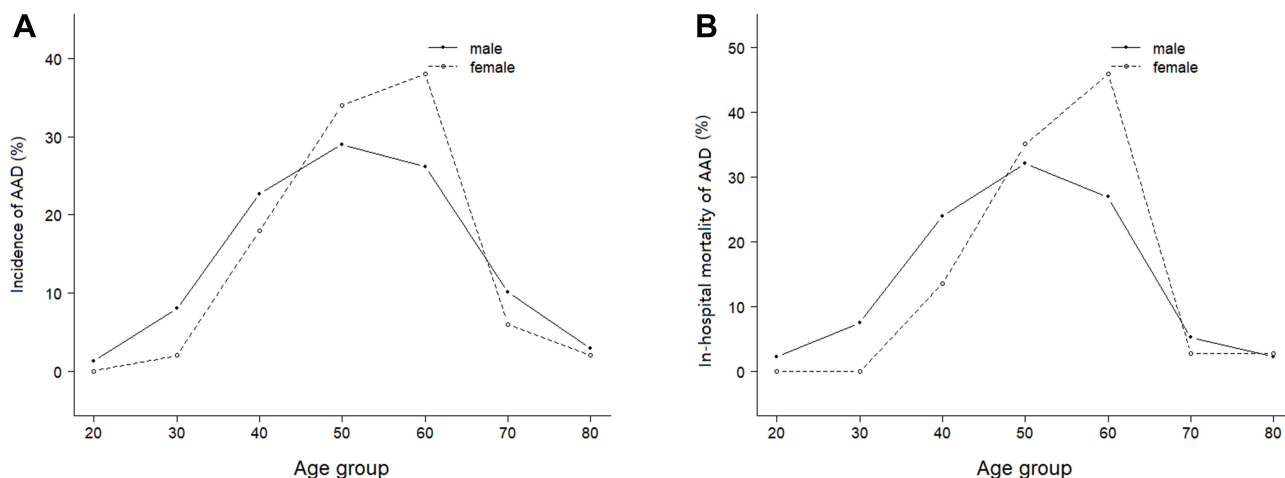 A
male
female
Incidence of AAD (%)
40
30
20
10
0
20 30 40 50 60 70 80
Age group
B
male
female
In-hospital mortality of AAD (%)
50
40
30
20
10
0
20 30 40 50 60 70 80
Age group